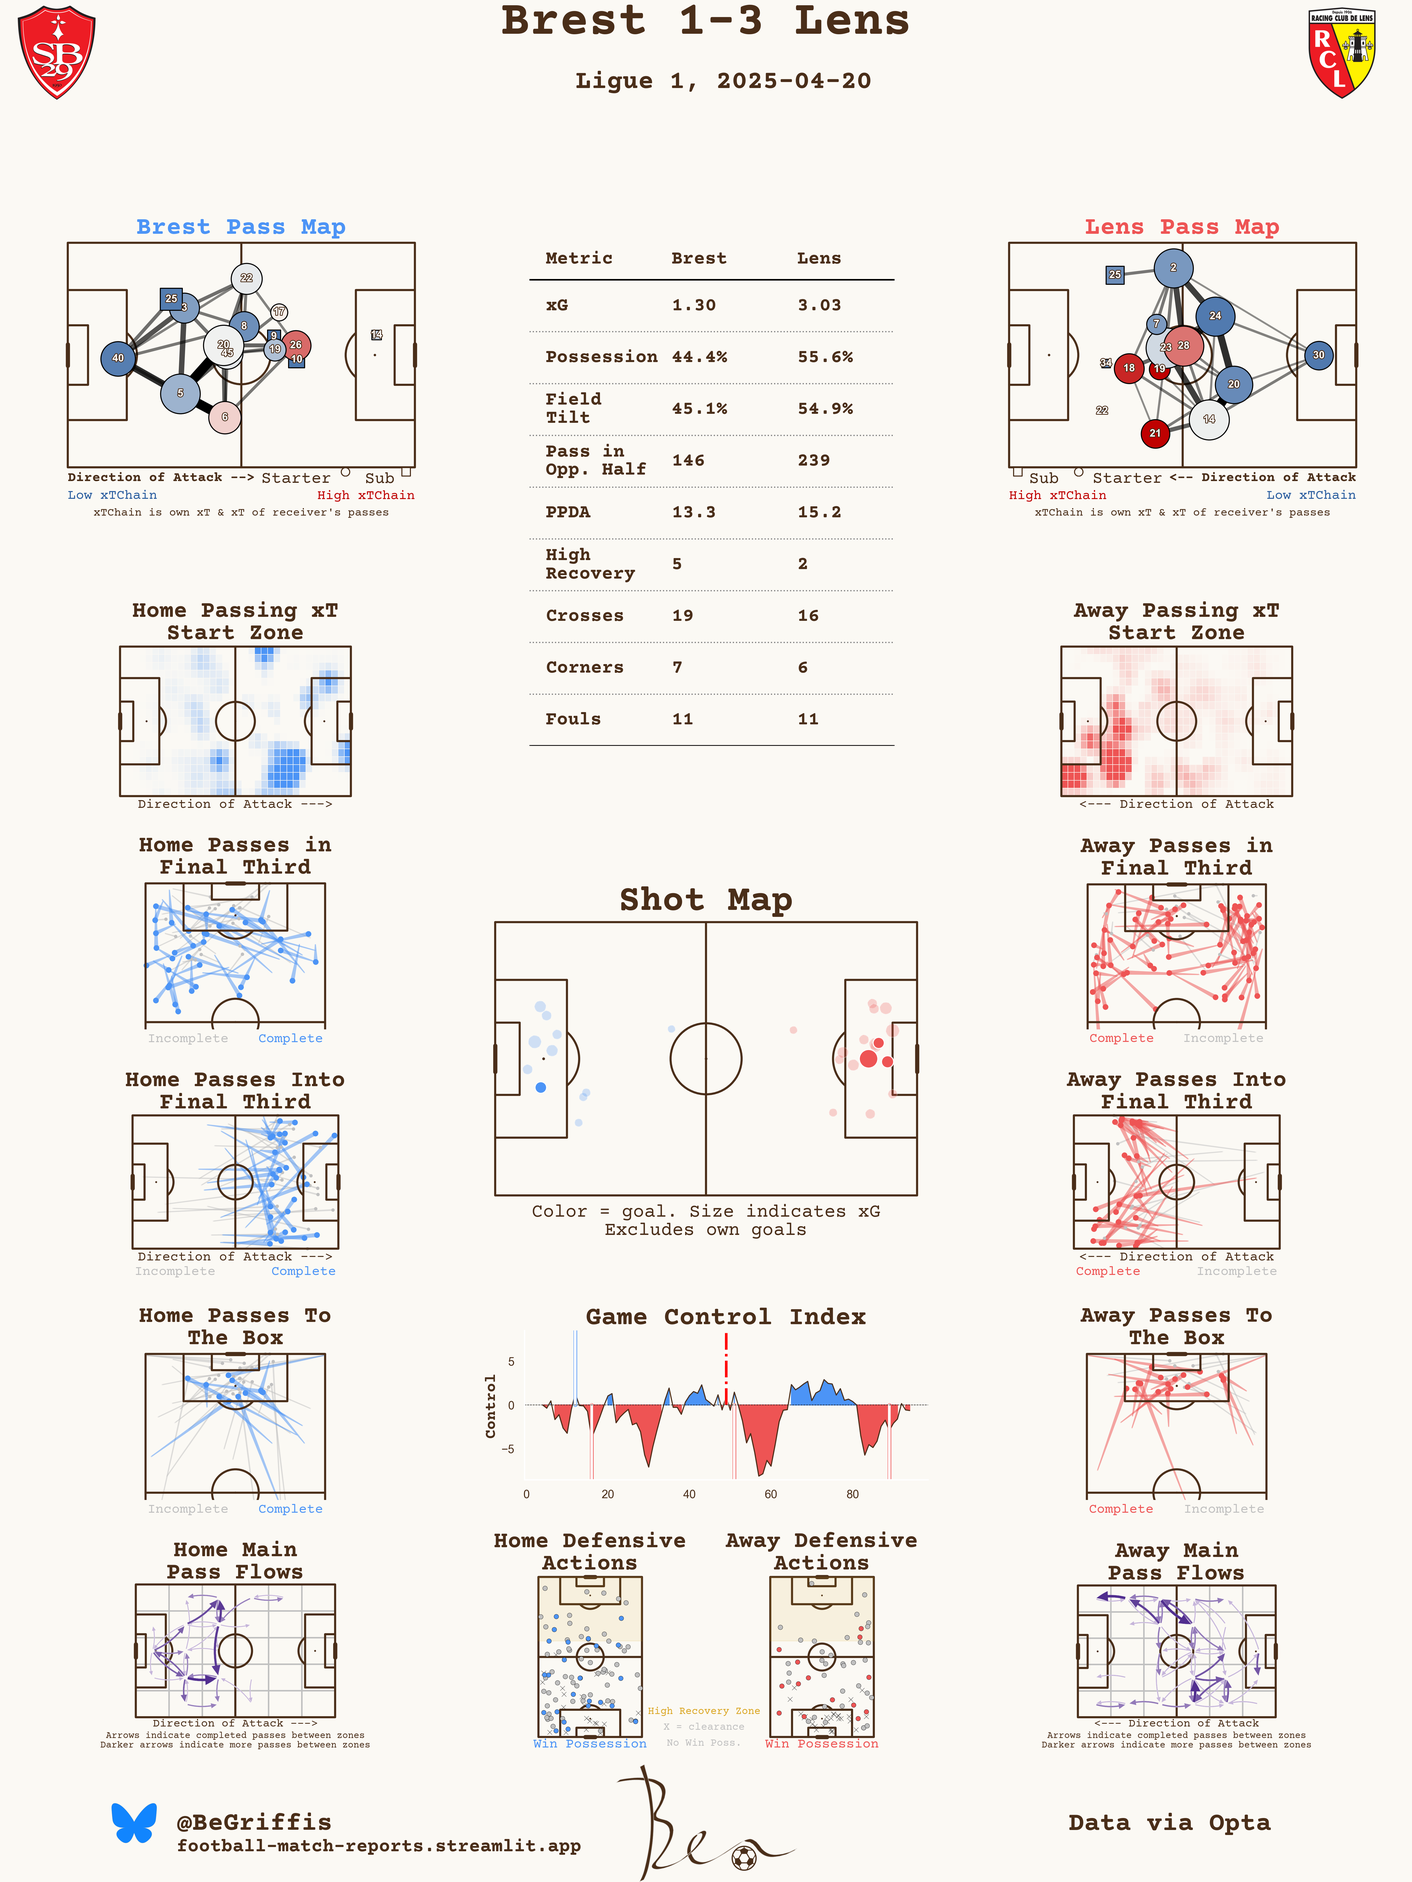 Brest 1-3 Lens
Ligue 1, 2025-04-20
SB
29
Depuis 1906
RACING CLUB DE LENS
R
C
L
Brest Pass Map
22
25
3
17
8
9
14
20
45
19
26
10
40
5
6
Direction of Attack --> Starter Sub
Low xTChain High xTChain
xTChain is own xT & xT of receiver's passes
Metric Brest Lens
xG 1.30 3.03
Possession 44.4% 55.6%
Field
Tilt 45.1% 54.9%
Pass in
Opp. Half 146 239
PPDA 13.3 15.2
High
Recovery 5 2
Crosses 19 16
Corners 7 6
Fouls 11 11
Lens Pass Map
2
25
24
7
23
28
30
34
18
19
20
22
14
21
Sub Starter <-- Direction of Attack
High xTChain Low xTChain
xTChain is own xT & xT of receiver's passes
Home Passing xT
Start Zone
Direction of Attack --->
Away Passing xT
Start Zone
<--- Direction of Attack
Home Passes in
Final Third
Incomplete Complete
Away Passes in
Final Third
Complete Incomplete
Shot Map
Color = goal. Size indicates xG
Excludes own goals
Home Passes Into
Final Third
Direction of Attack --->
Incomplete Complete
Away Passes Into
Final Third
<--- Direction of Attack
Complete Incomplete
Home Passes To
The Box
Incomplete Complete
Game Control Index
Control
5
0
−5
0 20 40 60 80
Away Passes To
The Box
Complete Incomplete
Home Main
Pass Flows
Direction of Attack --->
Arrows indicate completed passes between zones
Darker arrows indicate more passes between zones
Home Defensive
Actions
Win Possession
Away Defensive
Actions
Win Possession
High Recovery Zone
X = clearance
No Win Poss.
Away Main
Pass Flows
<--- Direction of Attack
Arrows indicate completed passes between zones
Darker arrows indicate more passes between zones
@BeGriffis
football-match-reports.streamlit.app
Ben
Data via Opta